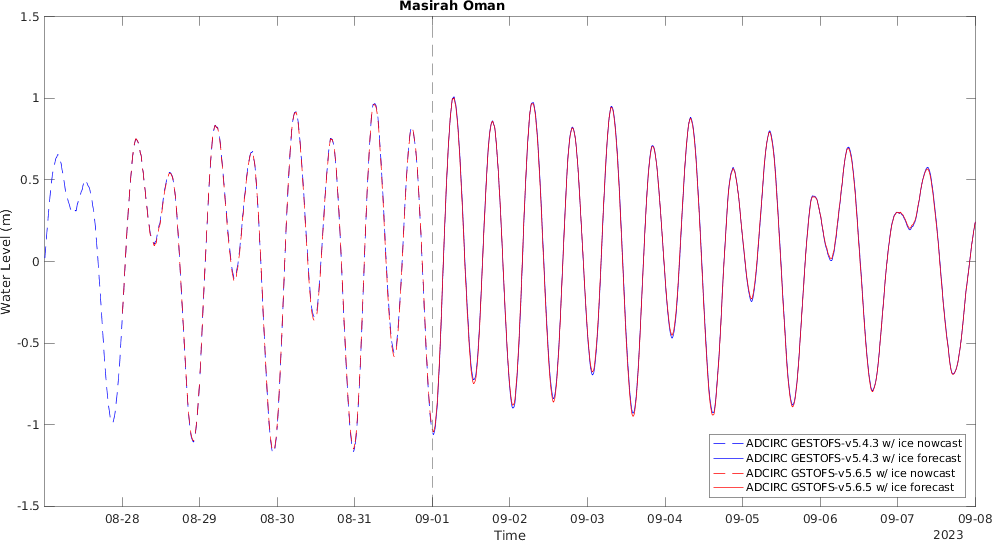 Masirah Oman
1.5
1
0.5
0
-0.5
-1
-1.5
Water Level (m)
08-28 08-29 08-30 08-31 09-01 09-02 09-03 09-04 09-05 09-06 09-07 09-08
Time
2023
ADCIRC GESTOFS-v5.4.3 w/ ice nowcast
ADCIRC GESTOFS-v5.4.3 w/ ice forecast
ADCIRC GSTOFS-v5.6.5 w/ ice nowcast
ADCIRC GSTOFS-v5.6.5 w/ ice forecast